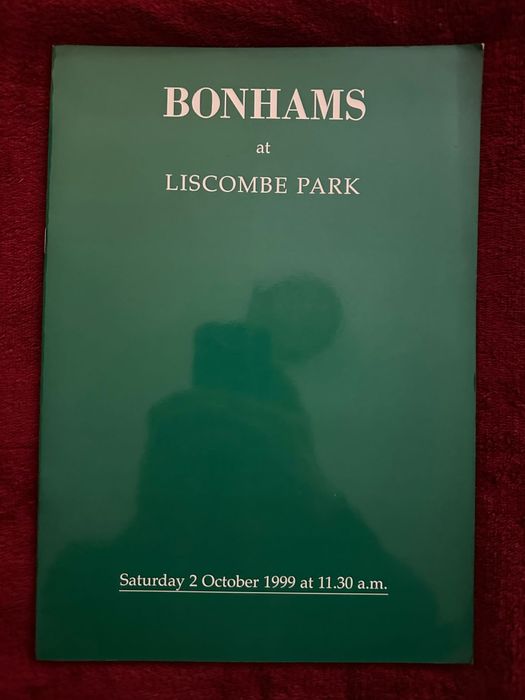 BONHAMS
at
LISCOMBE PARK
Saturday 2 October 1999 at 11.30 a.m.